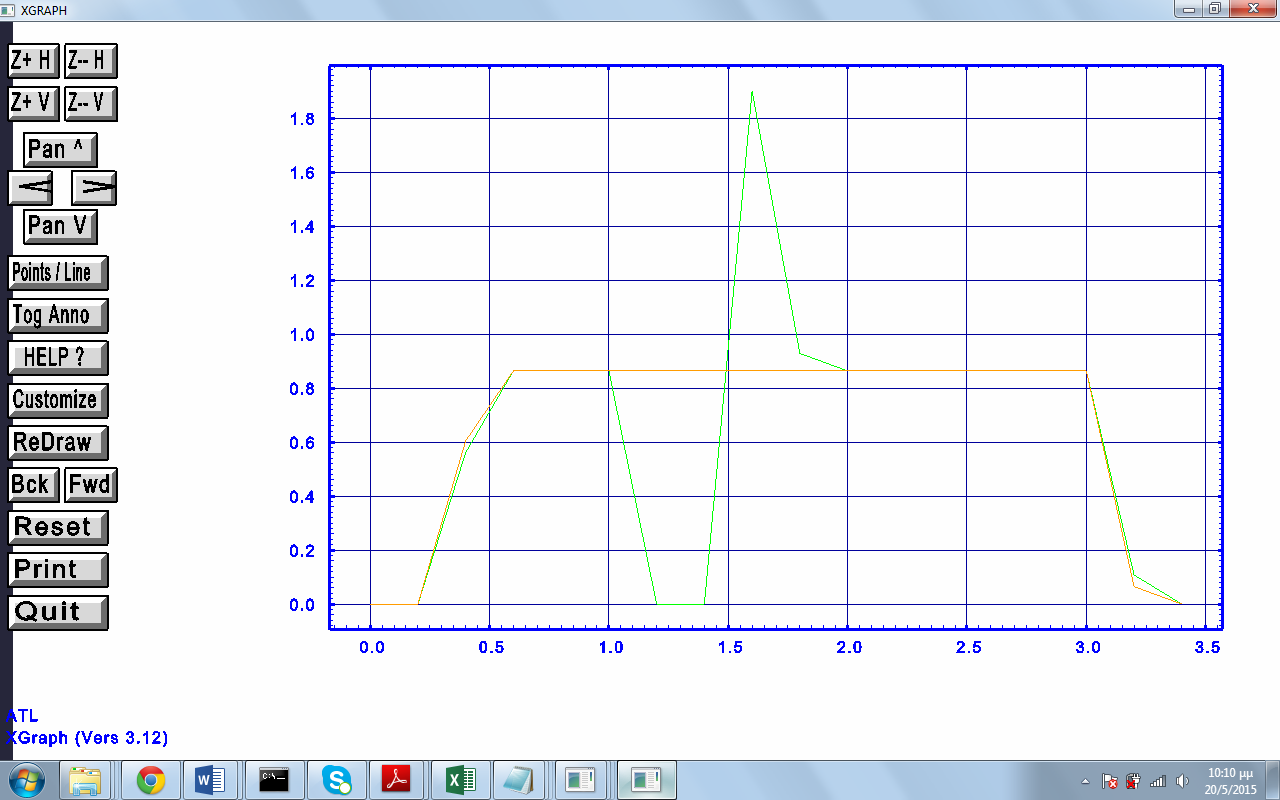 XGRAPH
Z+ H Z-- H
Z+ V Z-- V
Pan ^
< >
Pan V
Points / Line
Tog Anno
HELP ?
Customize
ReDraw
Bck Fwd
Reset
Print
Quit
1.8
1.6
1.4
1.2
1.0
0.8
0.6
0.4
0.2
0.0
0.0 0.5 1.0 1.5 2.0 2.5 3.0 3.5
ATL
XGraph (Vers 3.12)
C:\
10:10 μμ
20/5/2015